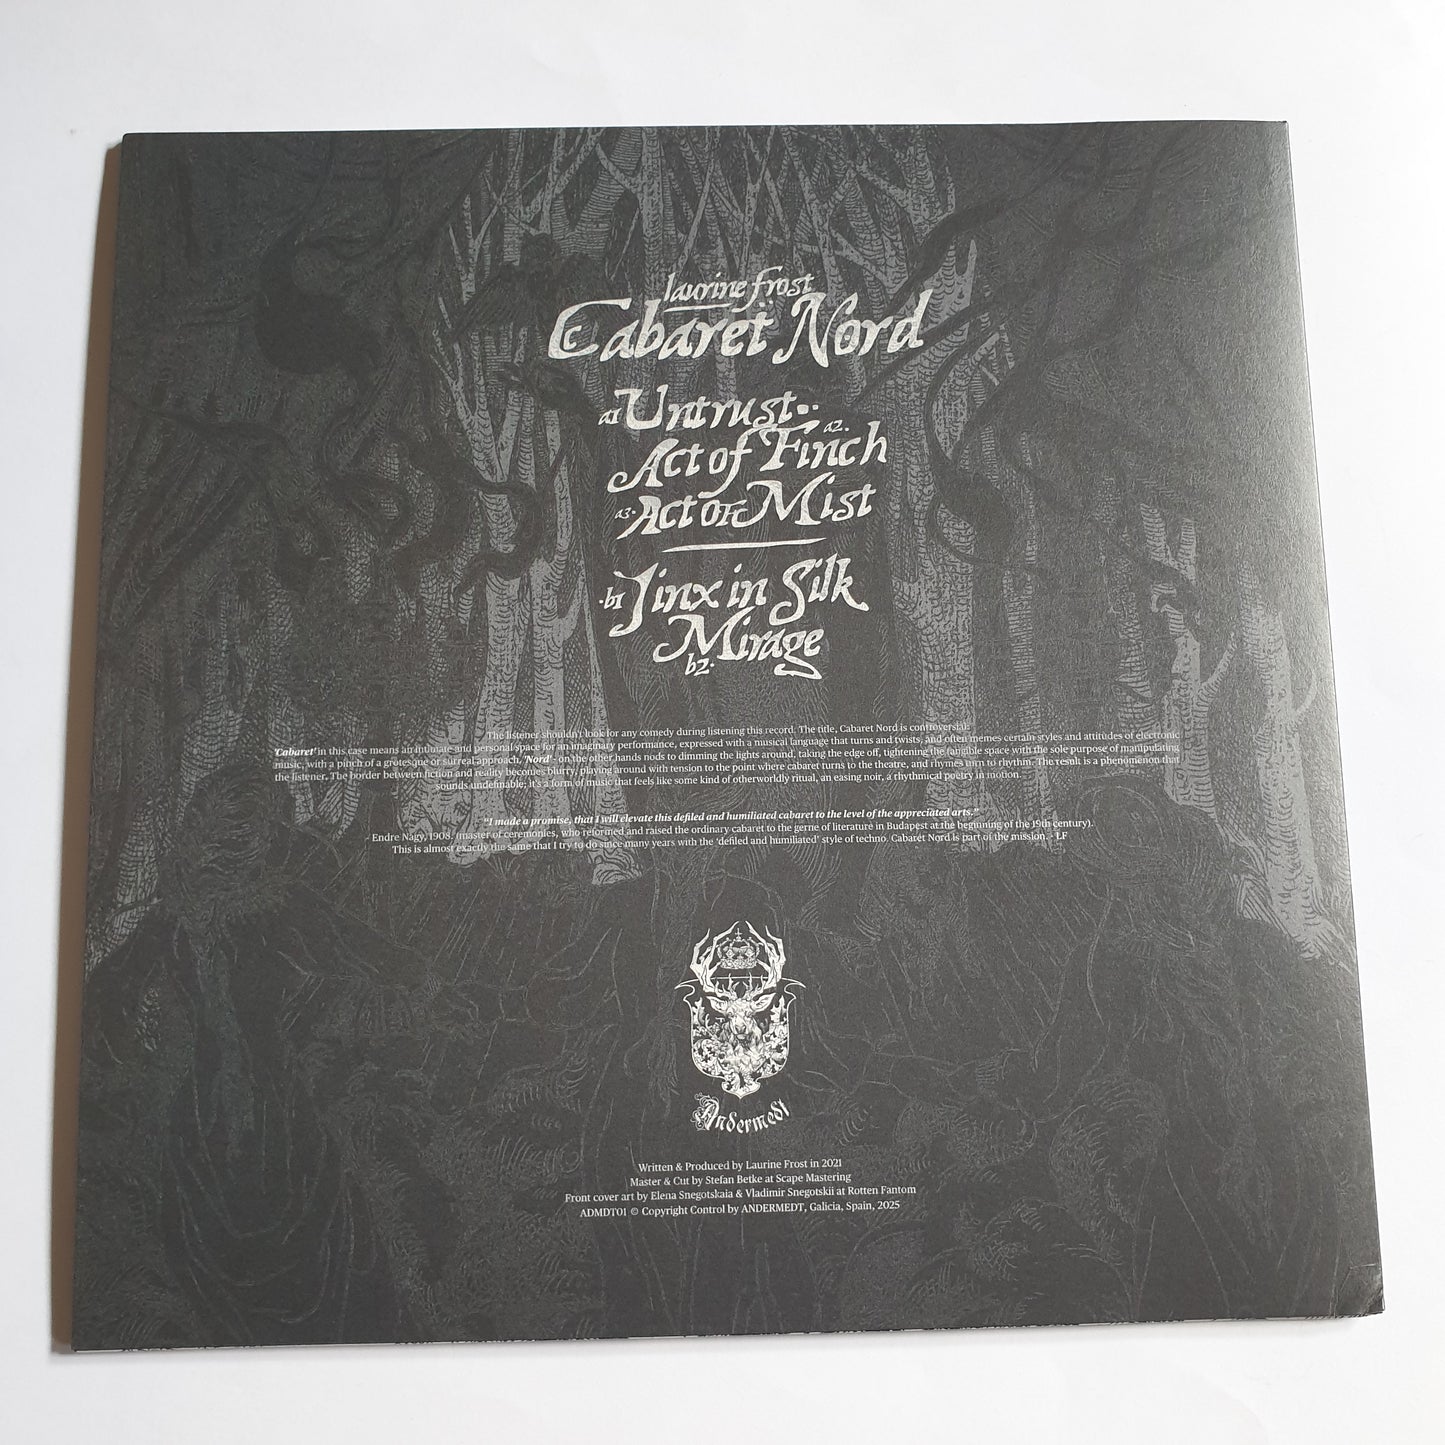 laurine frost
Cabaret Nord
a1 Untrust..
Act of Finch a2.
a3. Act of Mist
.b1 Jinx in Silk
Mirage
b2.
The listener shouldn't look for any comedy during listening this record. The title, Cabaret Nord is controversial:
'Cabaret' in this case means an intimate and personal space for an imaginary performance, expressed with a musical language that turns and twists, and often memes certain styles and attitudes of electronic
music, with a pinch of a grotesque or surreal approach, 'Nord' - on the other hands nods to dimming the lights around, taking the edge off, tightening the tangible space with the sole purpose of manipulating
the listener. The border between fiction and reality becomes blurry, playing around with tension to the point where cabaret turns to the theatre, and rhymes turn to rhythm. The result is a phenomenon that
sounds undefinable; it's a form of music that feels like some kind of otherworldly ritual, an easing noir, a rhythmical poetry in motion.
"I made a promise, that I will elevate this defiled and humiliated cabaret to the level of the appreciated arts."
- Endre Nagy, 1908. (master of ceremonies, who reformed and raised the ordinary cabaret to the germe of literature in Budapest at the beginning of the 19th century).
This is almost exactly the same that I try to do since many years with the 'defiled and humiliated' style of techno. Cabaret Nord is part of the mission. - LF
Andermedt
Written & Produced by Laurine Frost in 2021
Master & Cut by Stefan Betke at Scape Mastering
Front cover art by Elena Snegotskaia & Vladimir Snegotskii at Rotten Fantom
ADMDT01 © Copyright Control by ANDERMEDT, Galicia, Spain, 2025